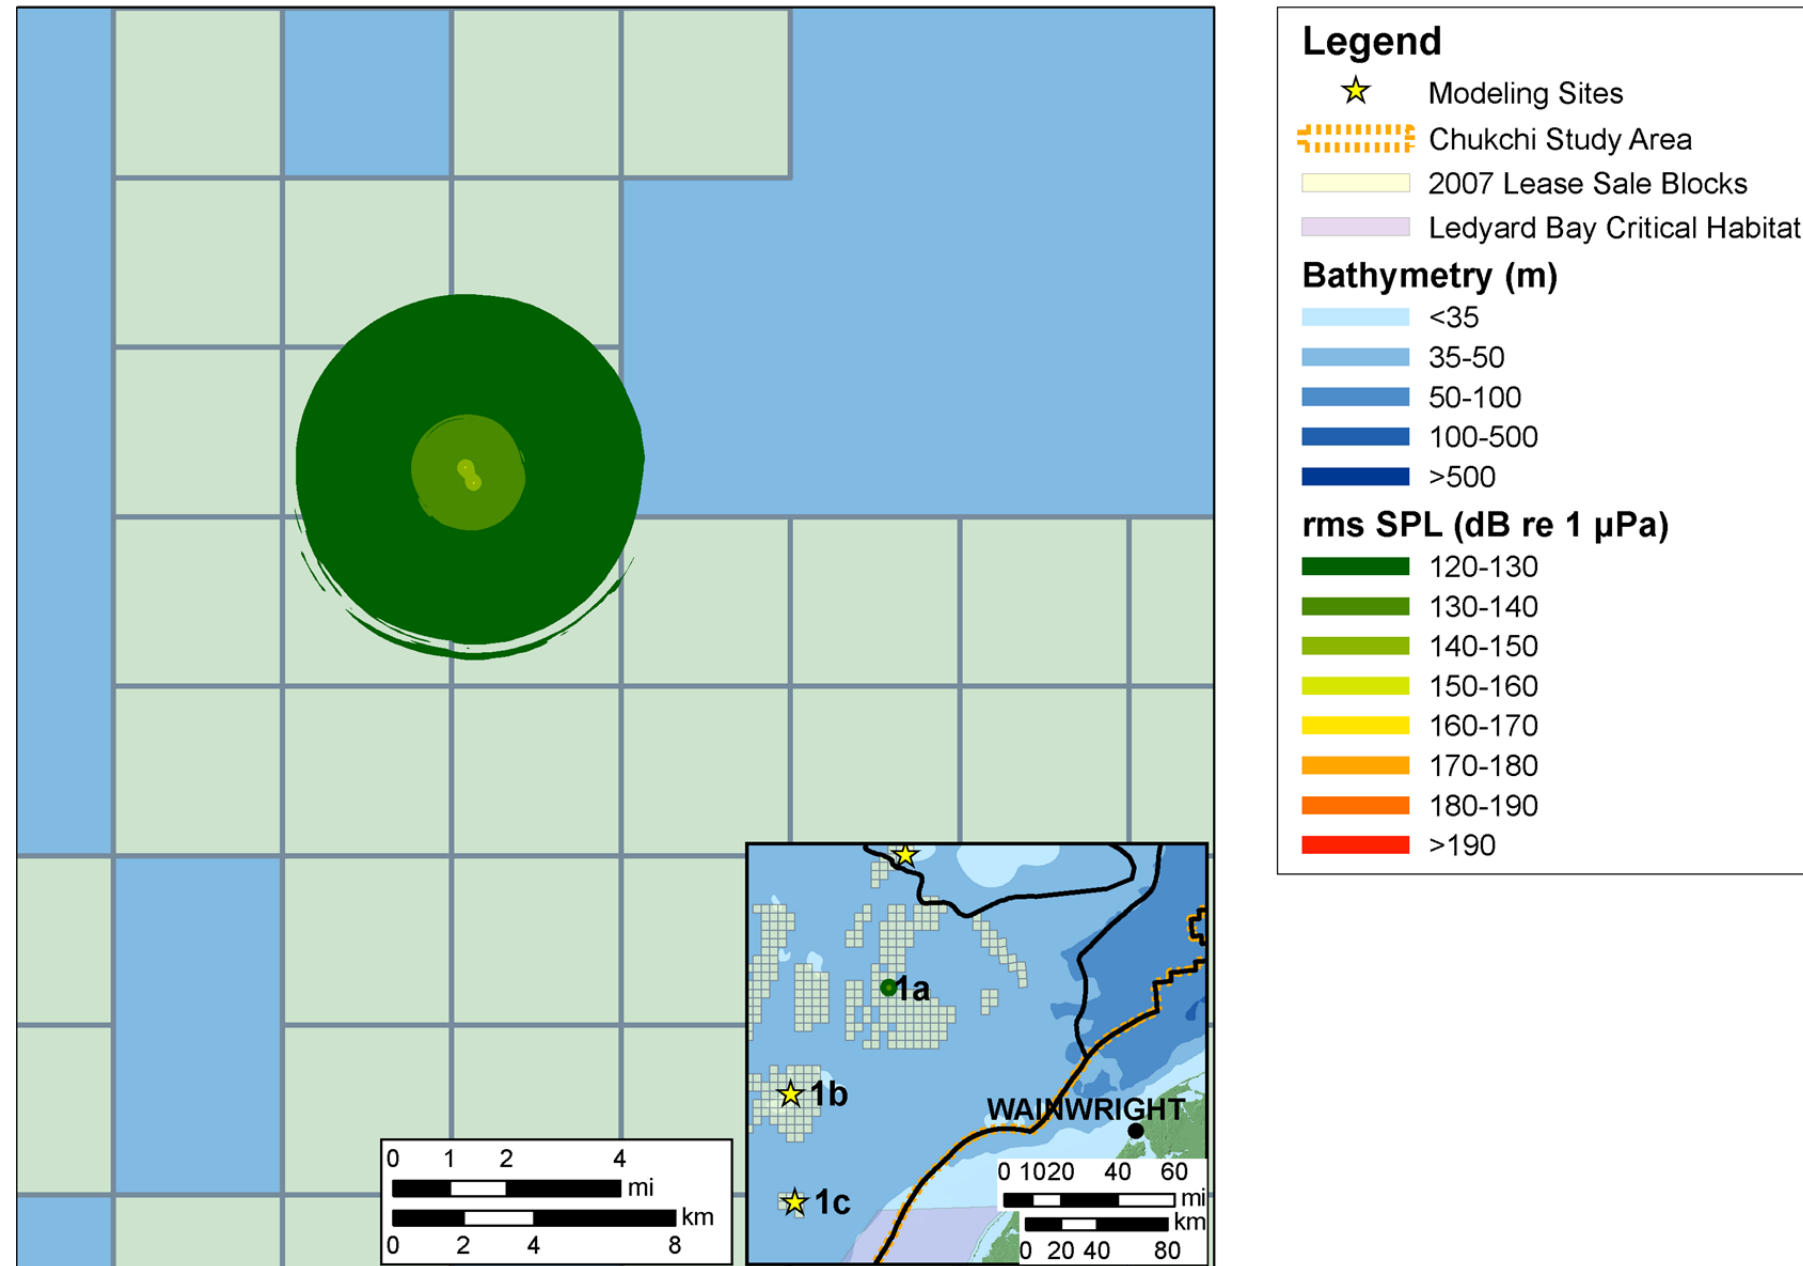 Legend
Modeling Sites
Chukchi Study Area
2007 Lease Sale Blocks
Ledyard Bay Critical Habitat
Bathymetry (m)
<35
35-50
50-100
100-500
>500
rms SPL (dB re 1 µPa)
120-130
130-140
140-150
150-160
160-170
170-180
180-190
>190
1a
1b
WAINWRIGHT
1c
0 1 2 4
mi
km
0 2 4 8
0 10 20 40 60
mi
km
0 20 40 80